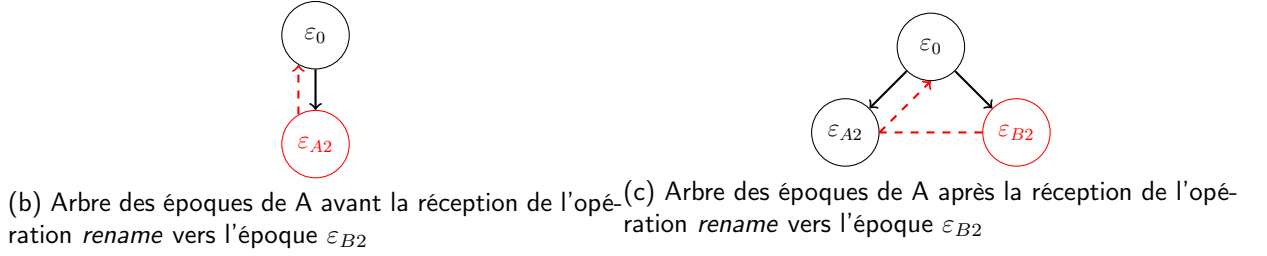 ε0
εA2
(b) Arbre des époques de A avant la réception de l'opé-
ration rename vers l'époque εB2
ε0
εA2
εB2
(c) Arbre des époques de A après la réception de l'opé-
ration rename vers l'époque εB2